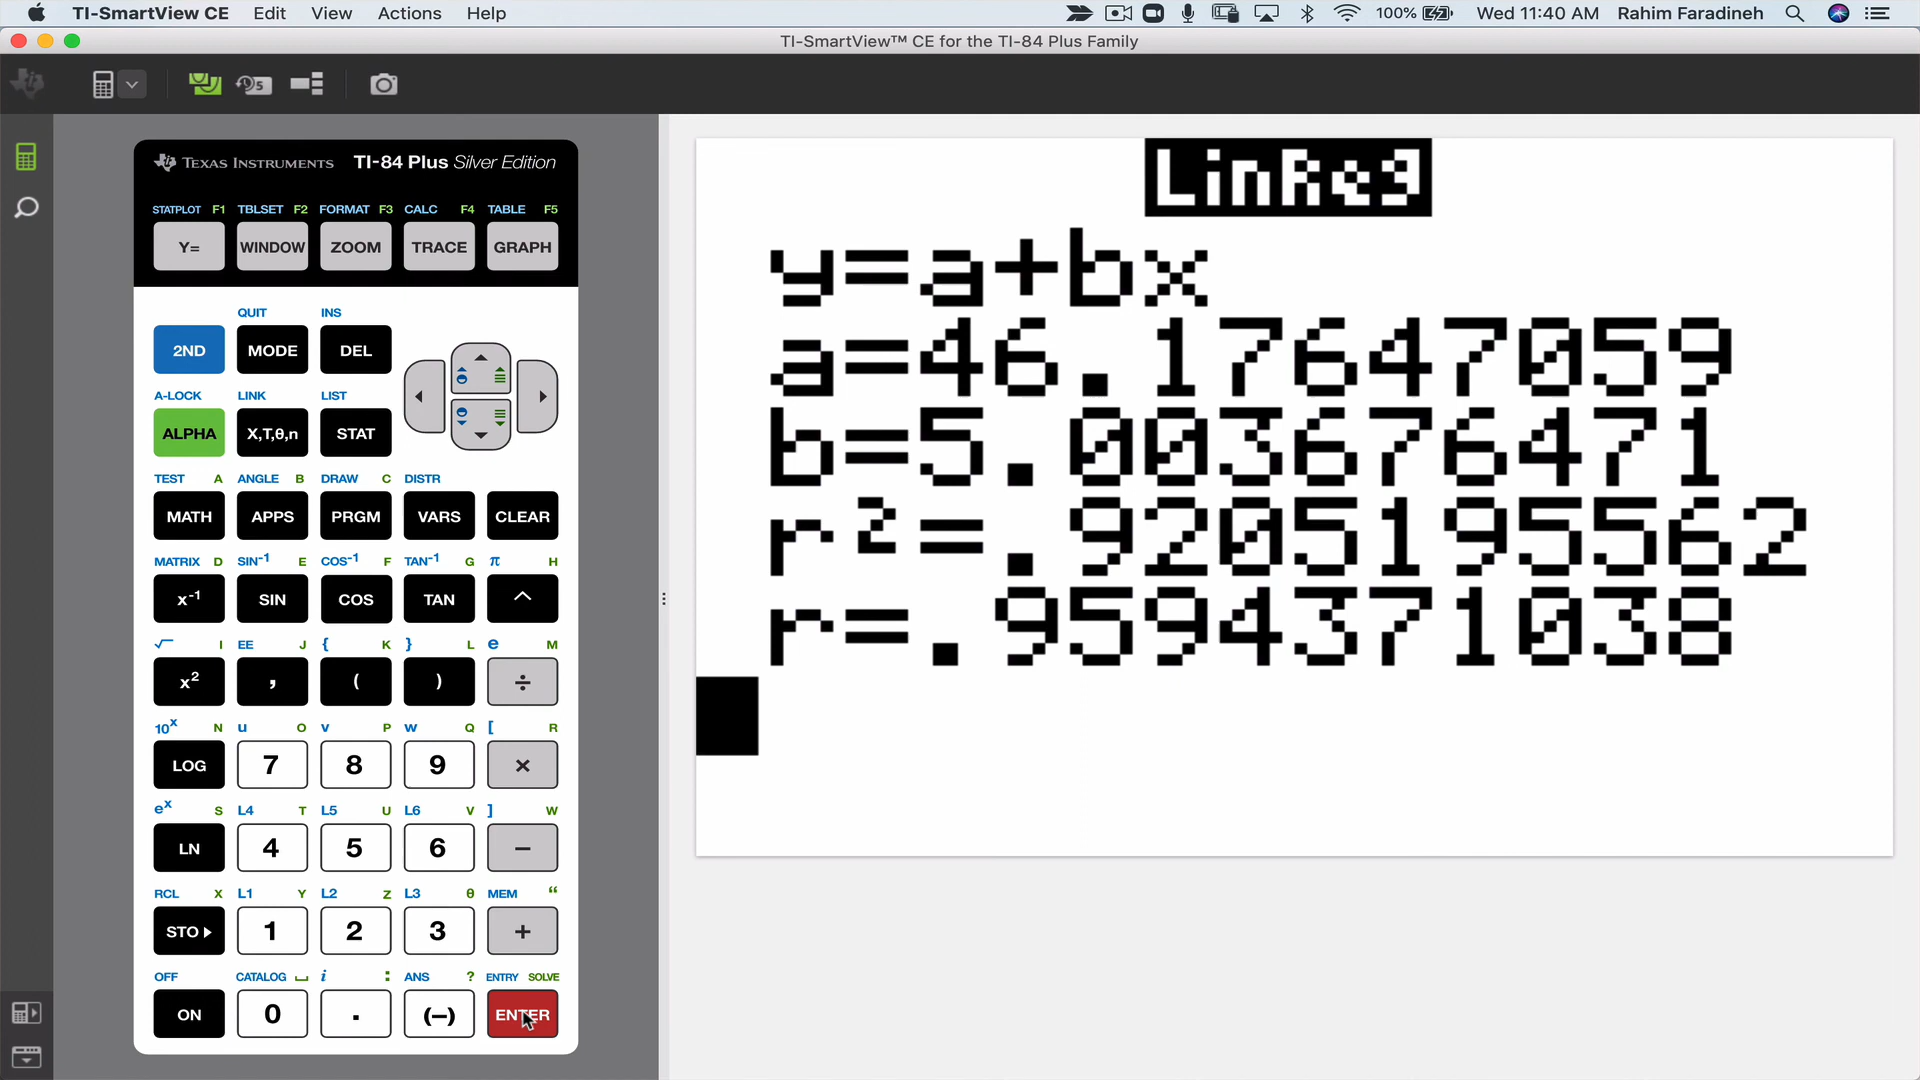 TI-SmartView CE Edit View Actions Help 100% Wed 11:40 AM Rahim Faradineh
TI-SmartView™ CE for the TI-84 Plus Family
TEXAS INSTRUMENTS TI-84 Plus Silver Edition
STATPLOT F1 TBLSET F2 FORMAT F3 CALC F4 TABLE F5
Y= WINDOW ZOOM TRACE GRAPH
QUIT INS
2ND MODE DEL
A-LOCK LINK LIST
ALPHA X,T,θ,n STAT
TEST A ANGLE B DRAW C DISTR
MATH APPS PRGM VARS CLEAR
MATRIX D SIN⁻¹ E COS⁻¹ F TAN⁻¹ G π H
x⁻¹ SIN COS TAN ^
√ I EE J { K } L e M
x² , ( ) ÷
10ˣ N u O v P w Q [ R
LOG 7 8 9 ×
eˣ S L4 T L5 U L6 V ] W
LN 4 5 6 −
RCL X L1 Y L2 Z L3 θ MEM “
STO▶ 1 2 3 +
OFF CATALOG ⎵ i : ANS ? ENTRY SOLVE
ON 0 . (−) ENTER
LinReg
y=a+bx
a=46.17647059
b=5.003676471
r²=.9205195562
r=.9594371038